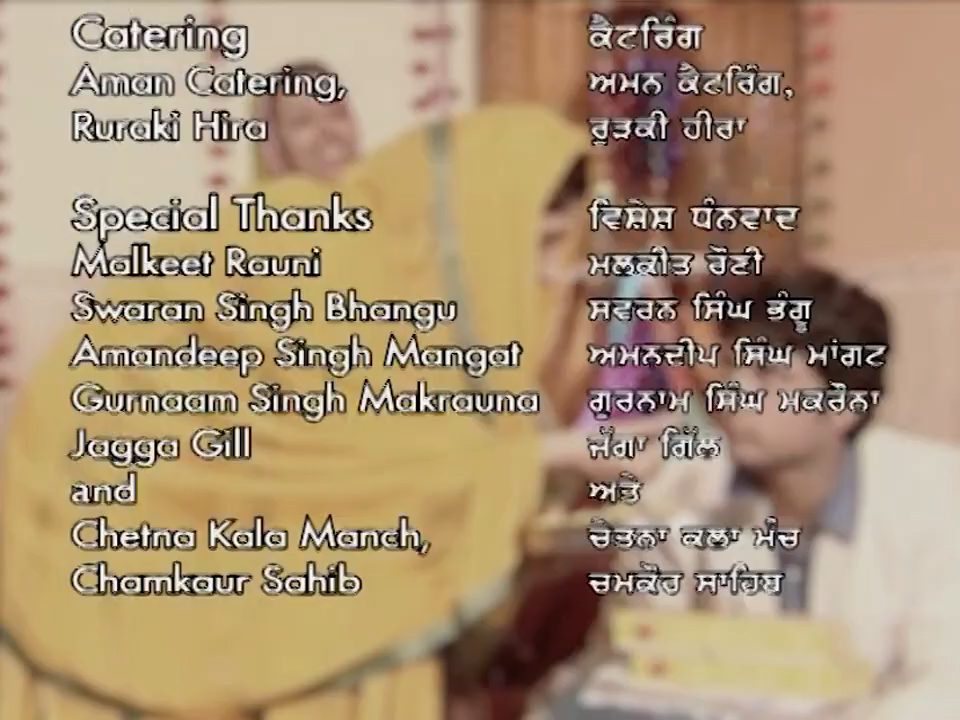 Catering ਕੈਟਰਿੰਗ
Aman Catering, ਅਮਨ ਕੈਟਰਿੰਗ,
Ruraki Hira ਰੁੜਕੀ ਹੀਰਾ
Special Thanks ਵਿਸ਼ੇਸ਼ ਧੰਨਵਾਦ
Malkeet Rauni ਮਲਕੀਤ ਰੌਣੀ
Swaran Singh Bhangu ਸਵਰਨ ਸਿੰਘ ਭੰਗੂ
Amandeep Singh Mangat ਅਮਨਦੀਪ ਸਿੰਘ ਮਾਂਗਟ
Gurnaam Singh Makrauna ਗੁਰਨਾਮ ਸਿੰਘ ਮਕਰੌਨਾ
Jagga Gill ਜੱਗਾ ਗਿੱਲ
and ਅਤੇ
Chetna Kala Manch, ਚੇਤਨਾ ਕਲਾ ਮੰਚ
Chamkaur Sahib ਚਮਕੌਰ ਸਾਹਿਬ